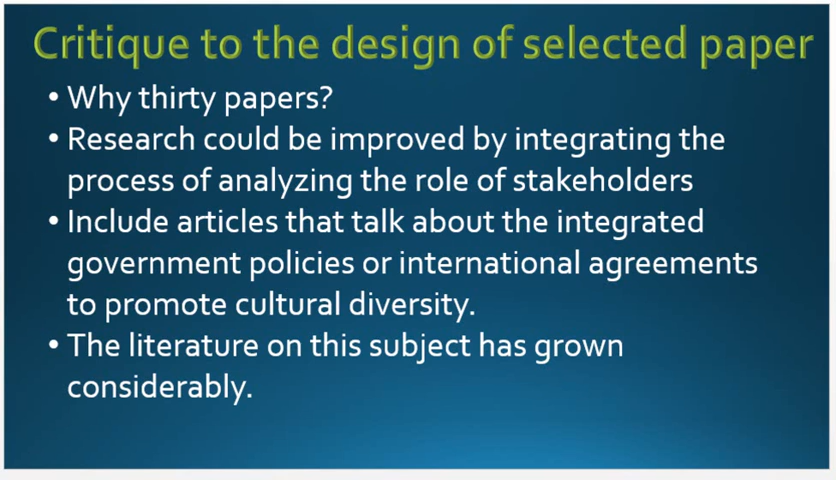 Critique to the design of selected paper
• Why thirty papers?
• Research could be improved by integrating the
process of analyzing the role of stakeholders
• Include articles that talk about the integrated
government policies or international agreements
to promote cultural diversity.
• The literature on this subject has grown
considerably.